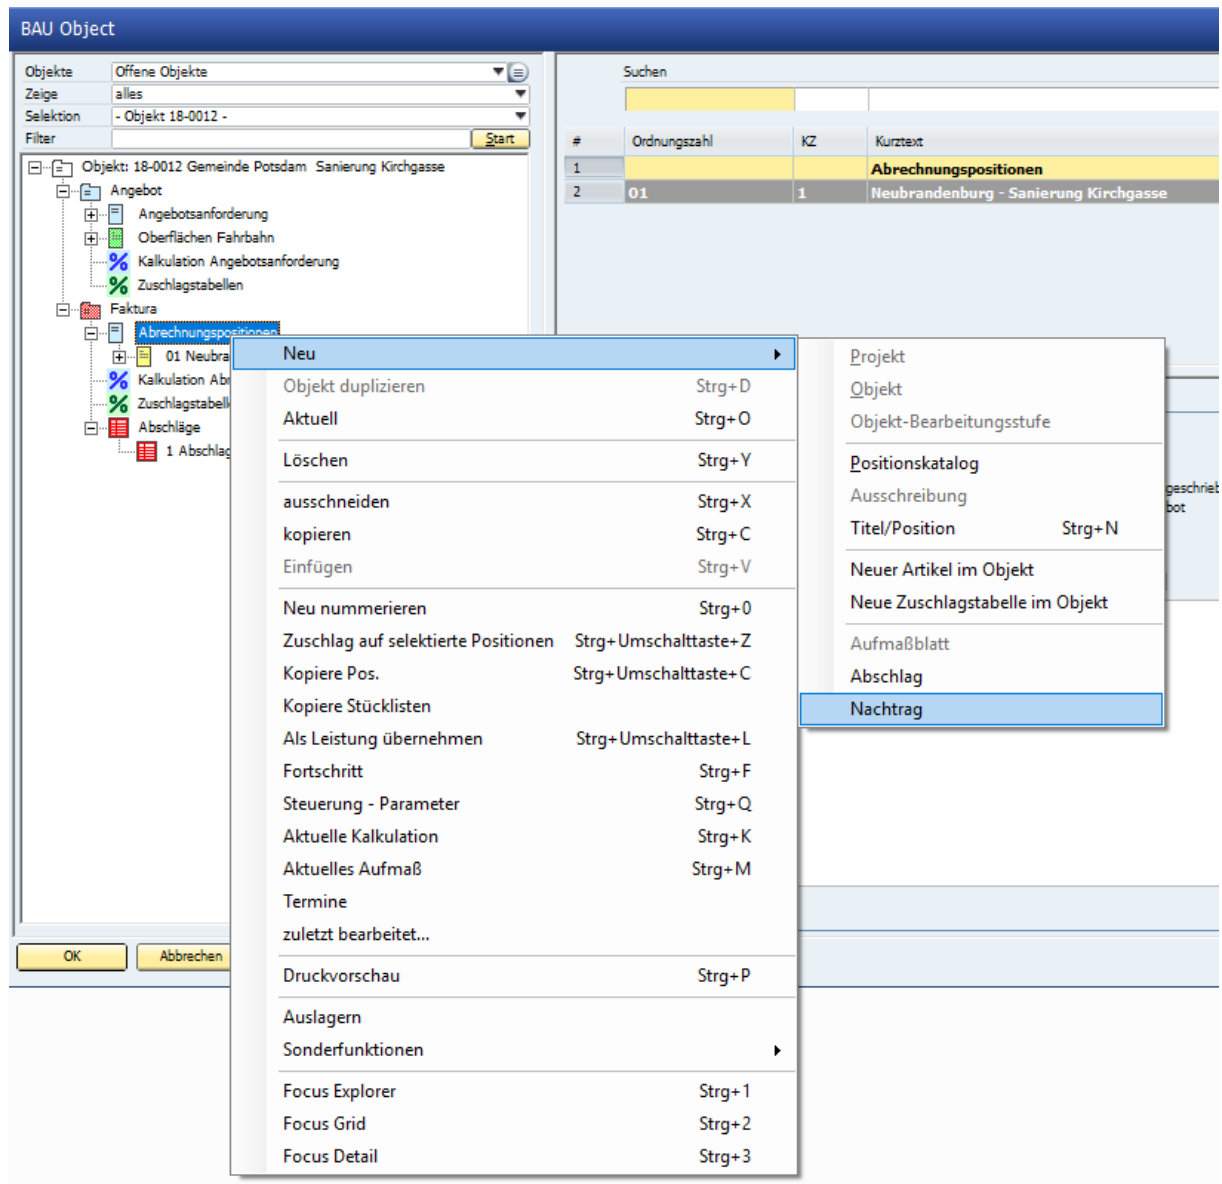 BAU Object
Objekte Offene Objekte
Zeige alles
Selektion - Objekt 18-0012 -
Filter Start
Objekt: 18-0012 Gemeinde Potsdam Sanierung Kirchgasse
Angebot
Angebotsanforderung
Oberflächen Fahrbahn
Kalkulation Angebotsanforderung
Zuschlagstabellen
Faktura
Abrechnungspositionen
01 Neubra
Kalkulation Abr
Zuschlagstabell
Abschläge
1 Abschlag
OK Abbrechen
Suchen
# Ordnungszahl KZ Kurztext
1 Abrechnungspositionen
2 01 1 Neubrandenburg - Sanierung Kirchgasse
Neu
Objekt duplizieren Strg+D
Aktuell Strg+O
Löschen Strg+Y
ausschneiden Strg+X
kopieren Strg+C
Einfügen Strg+V
Neu nummerieren Strg+0
Zuschlag auf selektierte Positionen Strg+Umschalttaste+Z
Kopiere Pos. Strg+Umschalttaste+C
Kopiere Stücklisten
Als Leistung übernehmen Strg+Umschalttaste+L
Fortschritt Strg+F
Steuerung - Parameter Strg+Q
Aktuelle Kalkulation Strg+K
Aktuelles Aufmaß Strg+M
Termine
zuletzt bearbeitet...
Druckvorschau Strg+P
Auslagern
Sonderfunktionen
Focus Explorer Strg+1
Focus Grid Strg+2
Focus Detail Strg+3
Projekt
Objekt
Objekt-Bearbeitungsstufe
Positionskatalog
Ausschreibung
Titel/Position Strg+N
Neuer Artikel im Objekt
Neue Zuschlagstabelle im Objekt
Aufmaßblatt
Abschlag
Nachtrag
geschrieb
bot